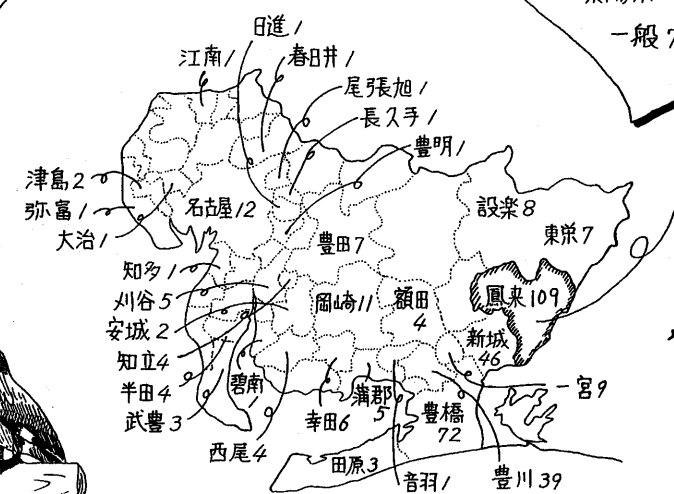 一般7
日進1
江南1
春日井1
尾張旭1
長久手1
豊明1
津島2
弥富1
大治1
名古屋12
設楽8
東栄7
豊田7
知多1
刈谷5
安城2
知立4
半田4
武豊3
碧南1
岡崎11
額田
4
鳳来109
新城
46
西尾4
幸田6
蒲郡
5
豊橋
72
一宮9
田原3
音羽1
豊川39